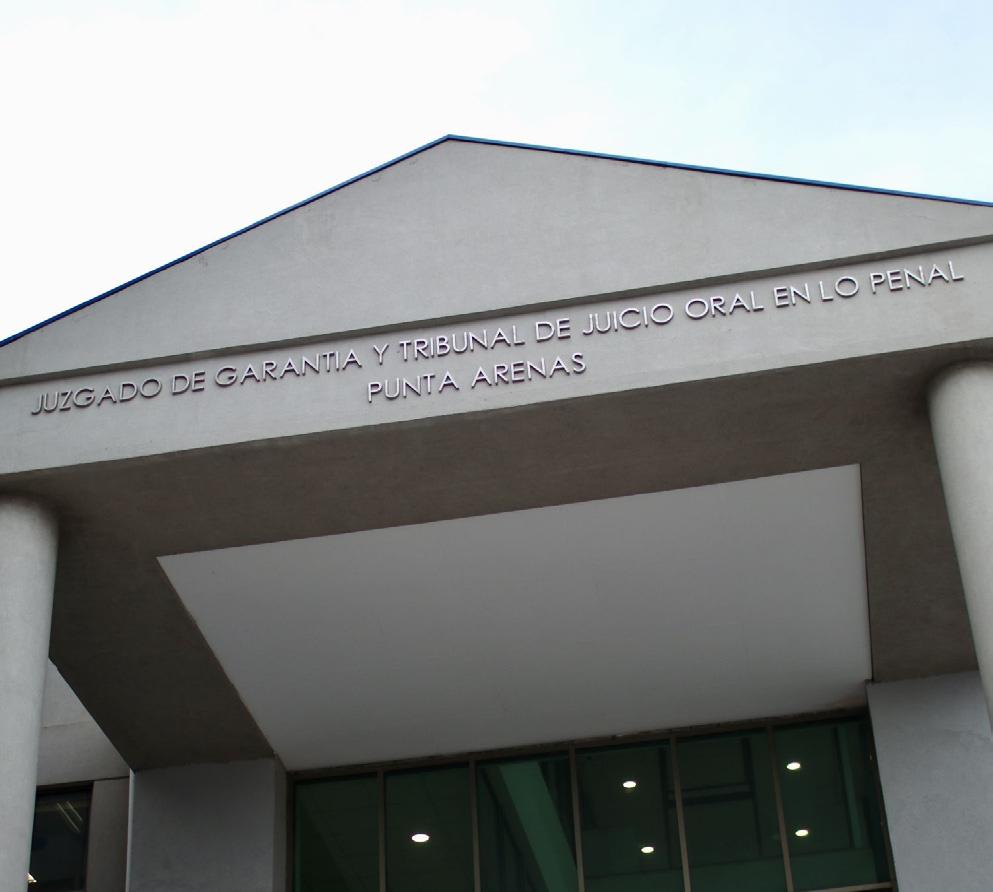 JUZGADO DE GARANTIA Y TRIBUNAL DE JUICIO ORAL EN LO PENAL
PUNTA ARENAS